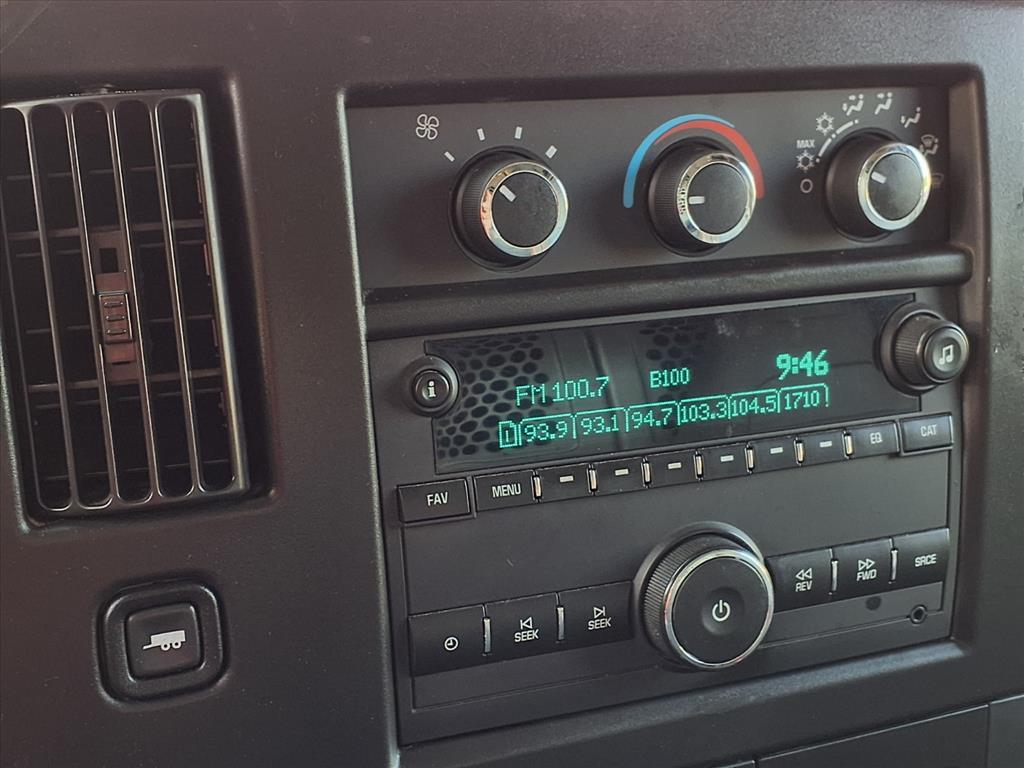 MAX
i
FM 100.7 B100 9:46
1 93.9 93.1 94.7 103.3 104.5 1710
FAV MENU EQ CAT
SEEK SEEK REV FWD SRCE